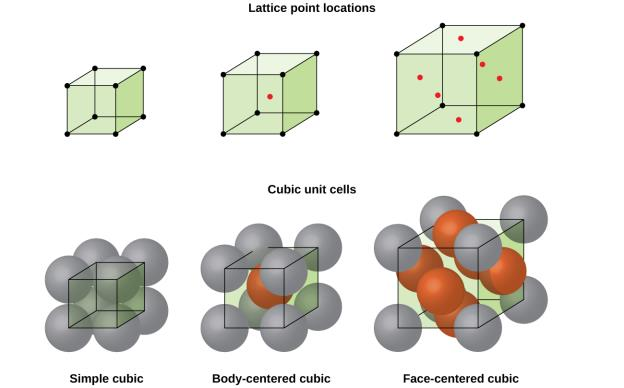 Lattice point locations
Cubic unit cells
Simple cubic
Body-centered cubic
Face-centered cubic